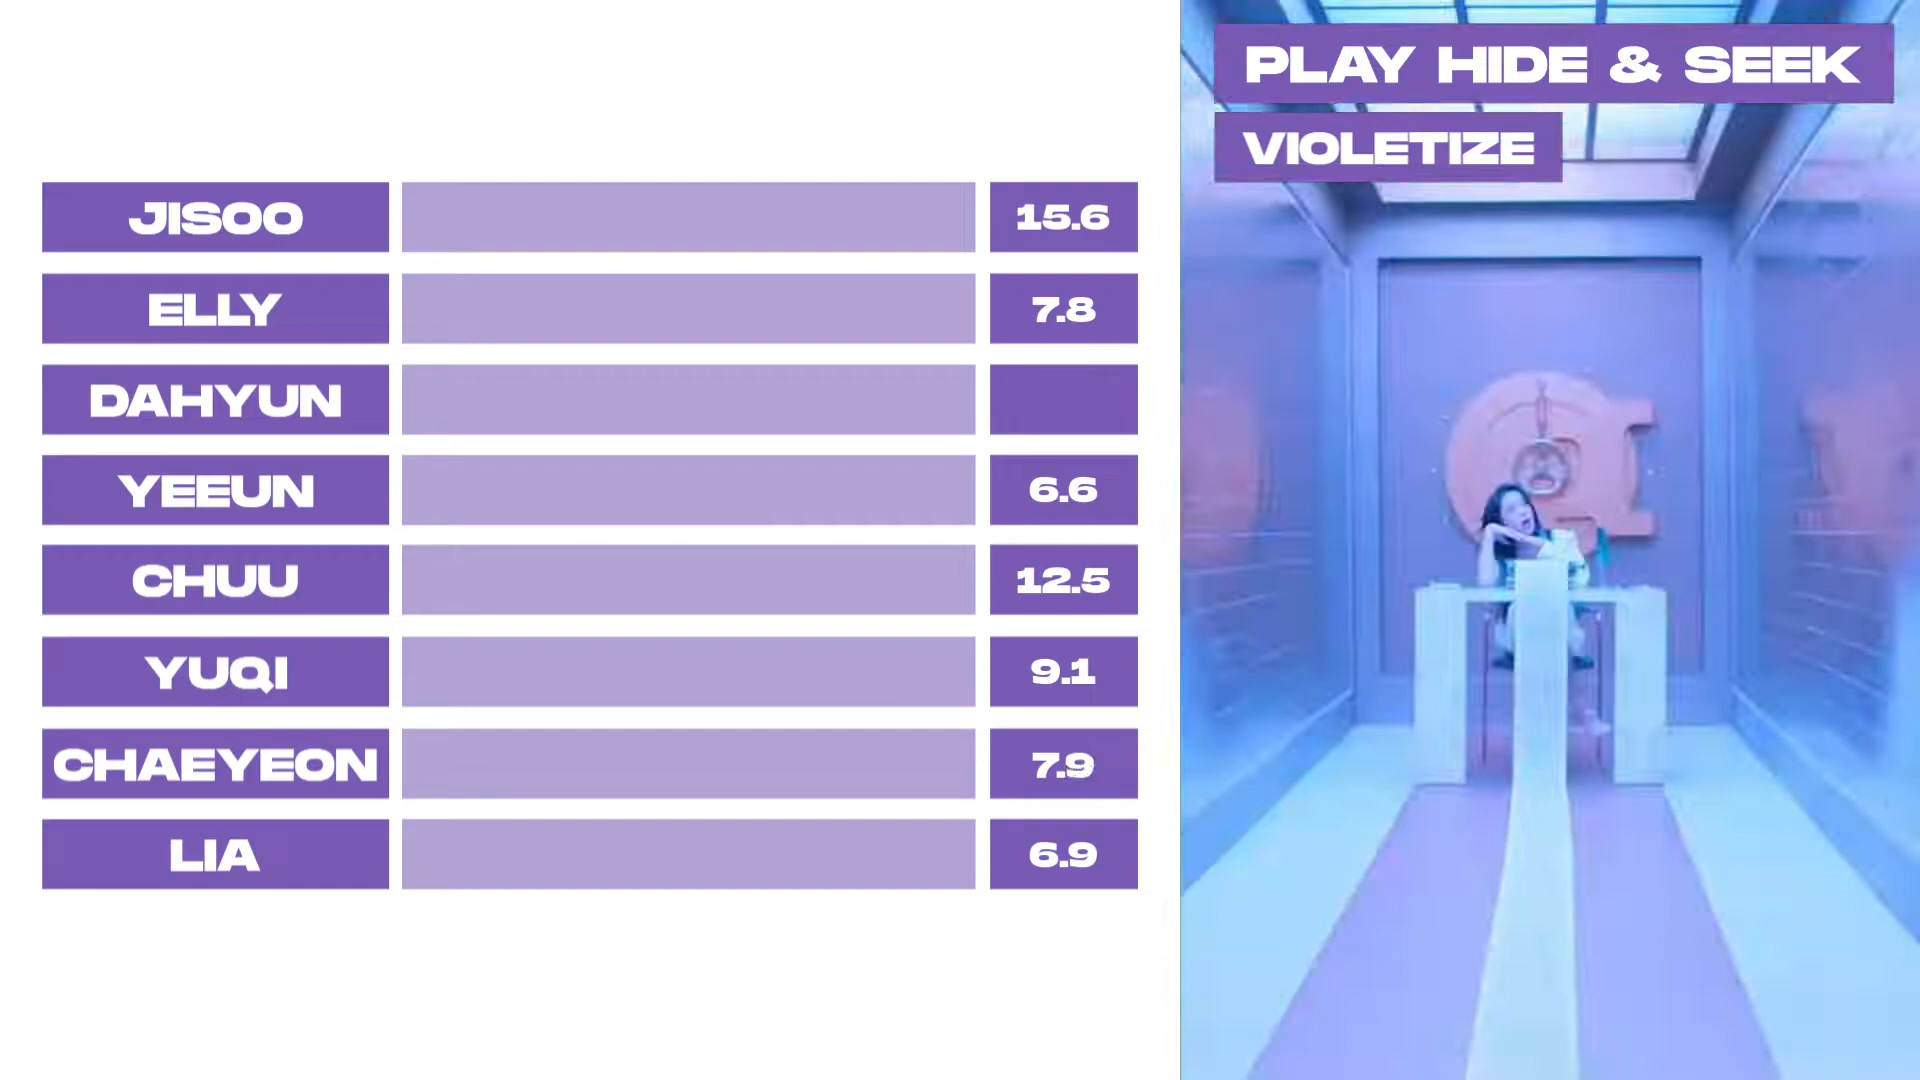 PLAY HIDE & SEEK
VIOLETIZE
JISOO 15.6
ELLY 7.8
DAHYUN
YEEUN 6.6
CHUU 12.5
YUQI 9.1
CHAEYEON 7.9
LIA 6.9